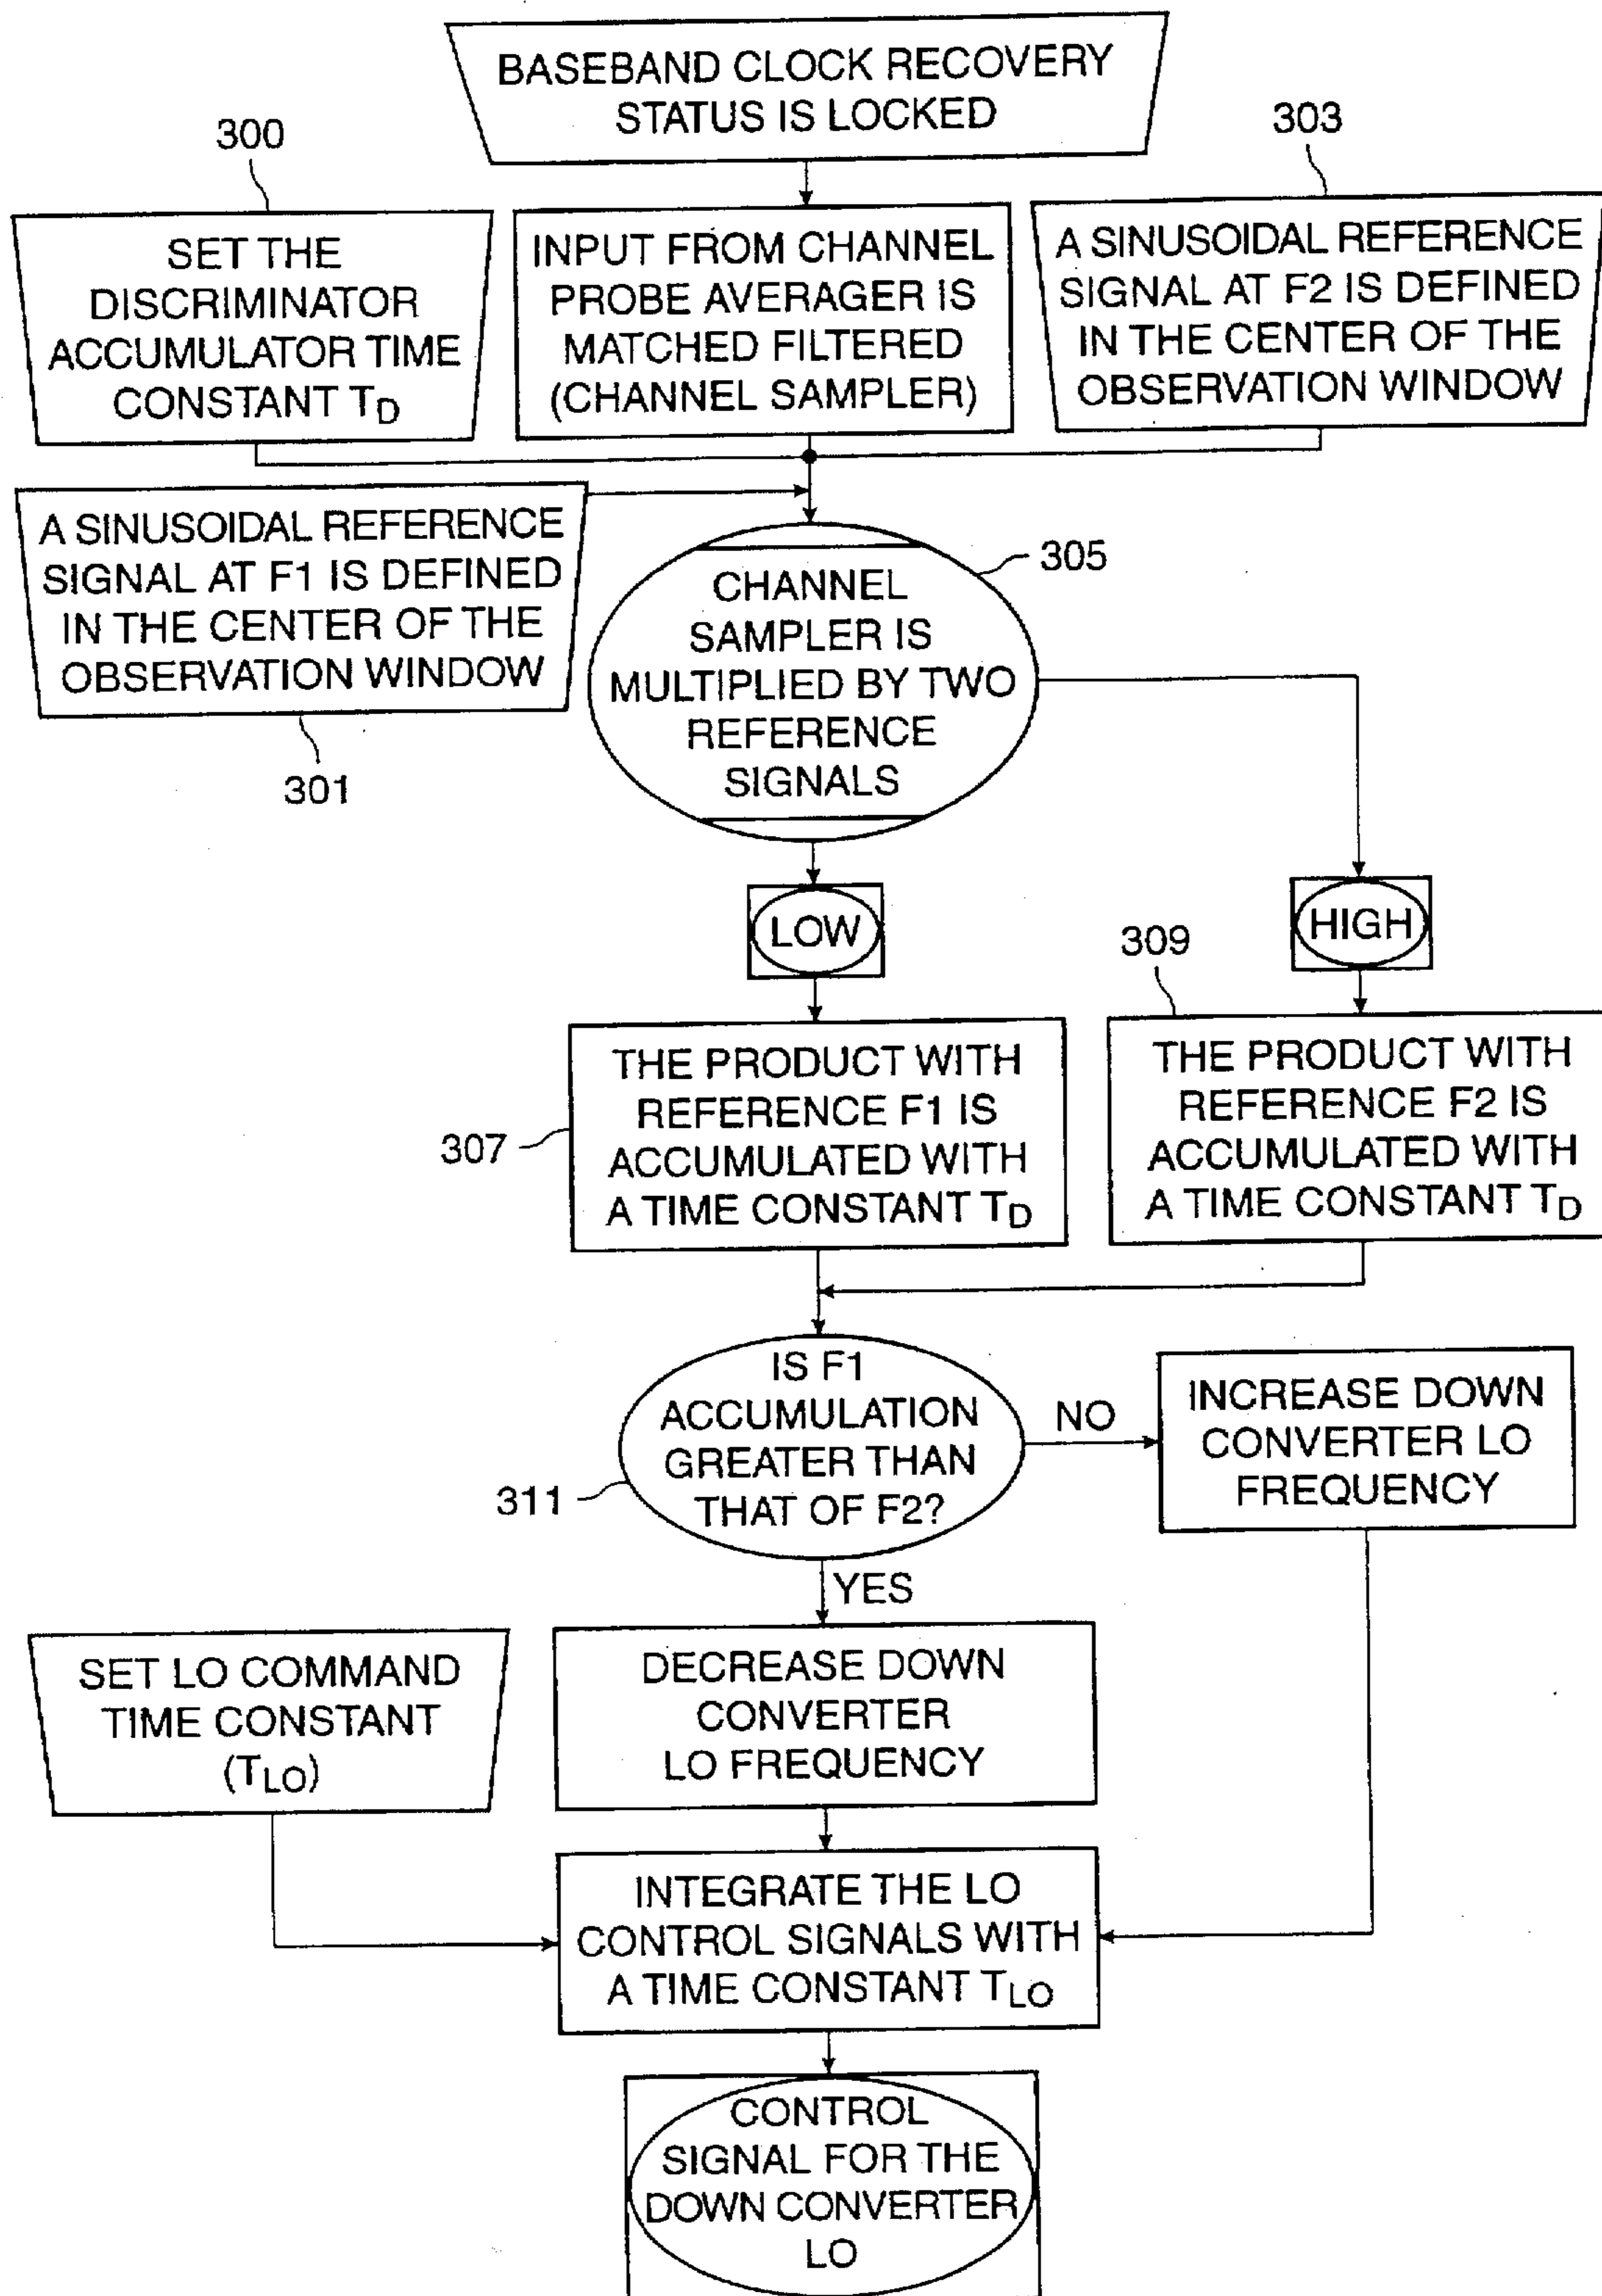 BASEBAND CLOCK RECOVERY
STATUS IS LOCKED
300
303
SET THE
DISCRIMINATOR
ACCUMULATOR TIME
CONSTANT TD
INPUT FROM CHANNEL
PROBE AVERAGER IS
MATCHED FILTERED
(CHANNEL SAMPLER)
A SINUSOIDAL REFERENCE
SIGNAL AT F2 IS DEFINED
IN THE CENTER OF THE
OBSERVATION WINDOW
A SINUSOIDAL REFERENCE
SIGNAL AT F1 IS DEFINED
IN THE CENTER OF THE
OBSERVATION WINDOW
301
305
CHANNEL
SAMPLER IS
MULTIPLIED BY TWO
REFERENCE
SIGNALS
LOW
HIGH
309
THE PRODUCT WITH
REFERENCE F1 IS
ACCUMULATED WITH
A TIME CONSTANT TD
307
THE PRODUCT WITH
REFERENCE F2 IS
ACCUMULATED WITH
A TIME CONSTANT TD
IS F1
ACCUMULATION
GREATER THAN
THAT OF F2?
311
NO
INCREASE DOWN
CONVERTER LO
FREQUENCY
YES
SET LO COMMAND
TIME CONSTANT
(TLO)
DECREASE DOWN
CONVERTER
LO FREQUENCY
INTEGRATE THE LO
CONTROL SIGNALS WITH
A TIME CONSTANT TLO
CONTROL
SIGNAL FOR THE
DOWN CONVERTER
LO